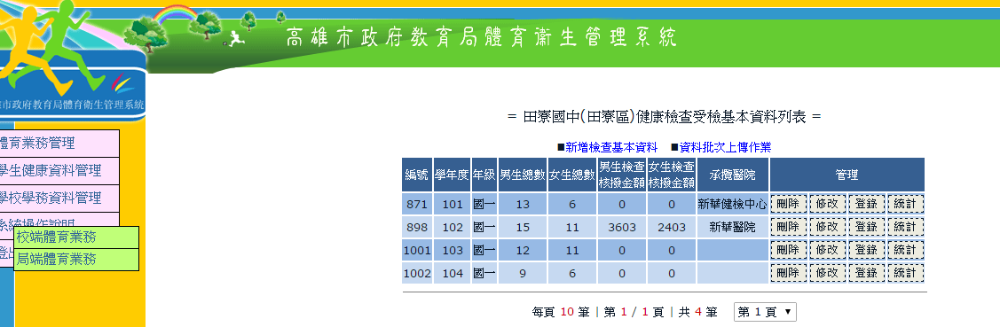 高雄市政府教育局體育衛生管理系統
雄市政府教育局體育衛生管理系統
體育業務管理
學生健康資料管理
學校學務資料管理
系統操作說明
校端體育業務
局端體育業務
登出
= 田寮國中(田寮區)健康檢查受檢基本資料列表 =
■新增檢查基本資料 ■資料批次上傳作業
編號 學年度 年級 男生總數 女生總數 男生檢查核撥金額 女生檢查核撥金額 承攬醫院 管理
871 101 國一 13 6 0 0 新華健檢中心 刪除 修改 登錄 統計
898 102 國一 15 11 3603 2403 新華醫院 刪除 修改 登錄 統計
1001 103 國一 12 11 0 0 刪除 修改 登錄 統計
1002 104 國一 9 6 0 0 刪除 修改 登錄 統計
每頁 10 筆 | 第 1 / 1 頁 | 共 4 筆 第 1 頁